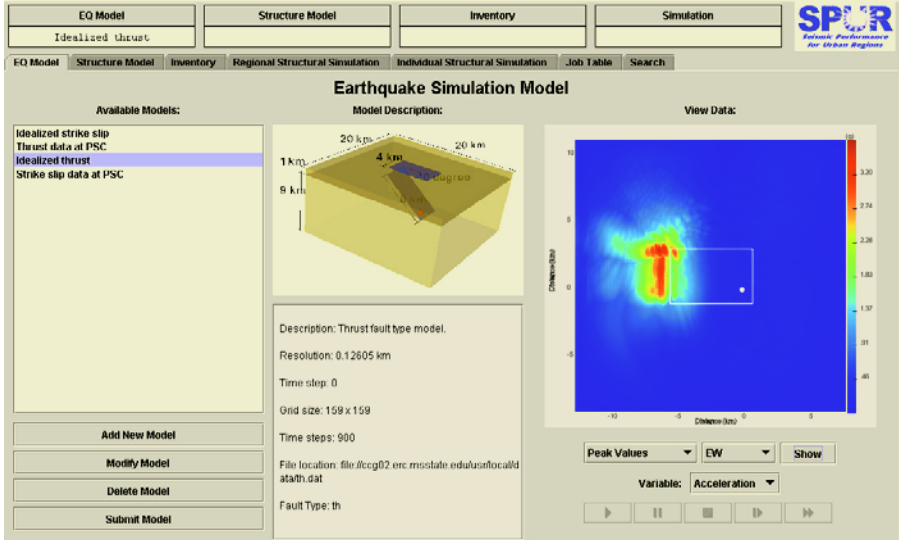 EQ Model
Structure Model
Inventory
Simulation
Idealized thrust
SPUR
Seismic Performance
for Urban Regions
EQ Model Structure Model Inventory Regional Structural Simulation Individual Structural Simulation Job Table Search
Earthquake Simulation Model
Available Models:
Model Description:
View Data:
Idealized strike slip
Thrust data at PSC
Idealized thrust
Strike slip data at PSC
20 km
20 km
4 km
1 km
9 km
Description: Thrust fault type model.
Resolution: 0.12605 km
Time step: 0
Grid size: 159 x 159
Time steps: 900
File location: file://ccg02.erc.msstate.edu/usr/local/d
ata/th.dat
Fault Type: th
Add New Model
Modify Model
Delete Model
Submit Model
10
5
0
-5
Distance (km)
-10 -5 0 5
Distance (km)
3.20
2.74
2.28
1.83
1.37
.91
.46
Peak Values EW Show
Variable: Acceleration